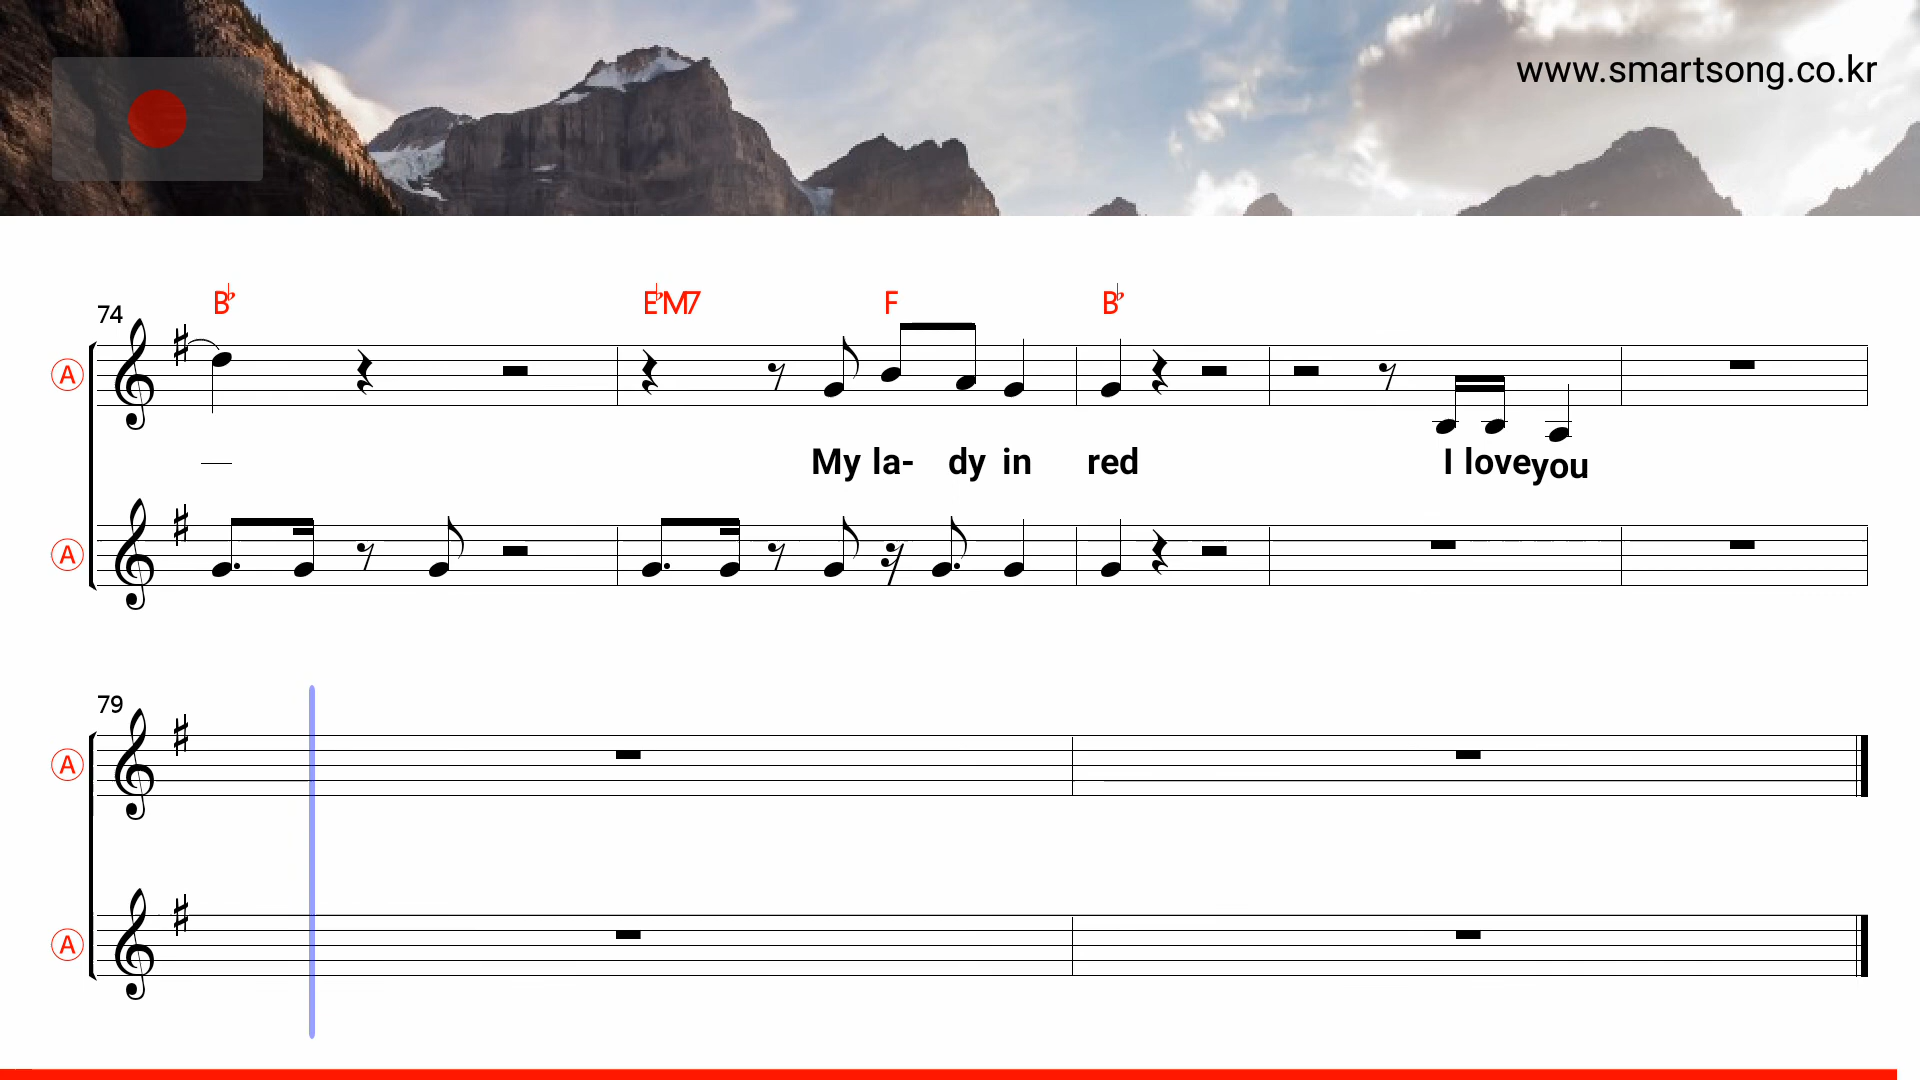 www.smartsong.co.kr
B♭ E♭M7 F B♭
74
A
My la- dy in red I love you
A
79
A
A